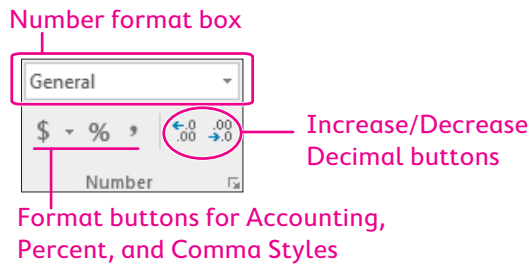 Number format box
General
$ % , ←.0 .00 .00 →.0
Increase/Decrease
Decimal buttons
Number
Format buttons for Accounting,
Percent, and Comma Styles